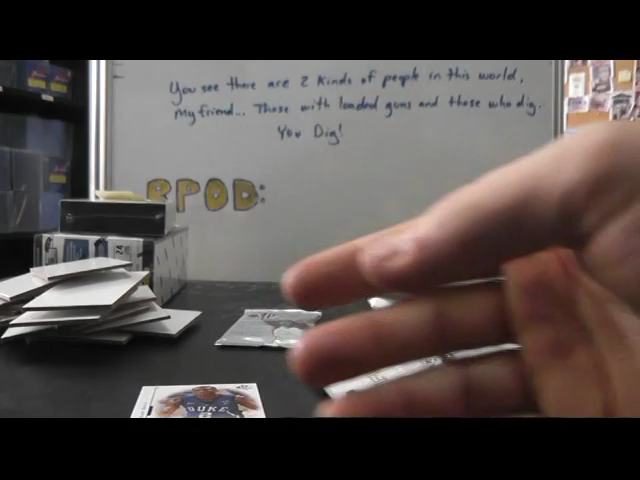 You see there are 2 kinds of people in this world,
My friend... Those with loaded guns and those who dig.
You Dig!
RPOD:
DUKE